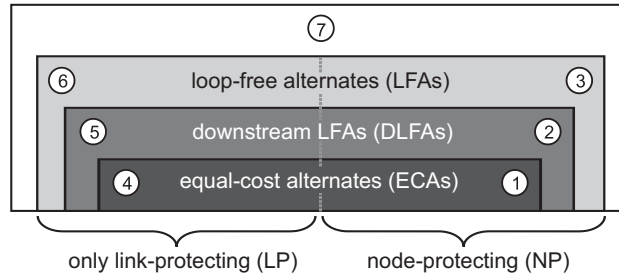 7
6 loop-free alternates (LFAs) 3
5 downstream LFAs (DLFAs) 2
4 equal-cost alternates (ECAs) 1
only link-protecting (LP) node-protecting (NP)